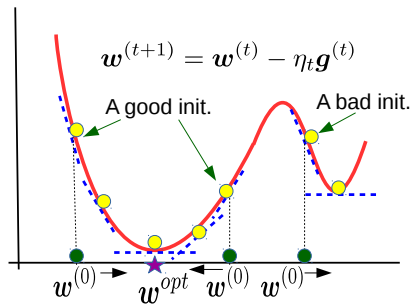 w^{(t+1)} = w^{(t)} − η_t g^{(t)}
A good init.
A bad init.
w^{(0)} w^{opt} w^{(0)} w^{(0)}